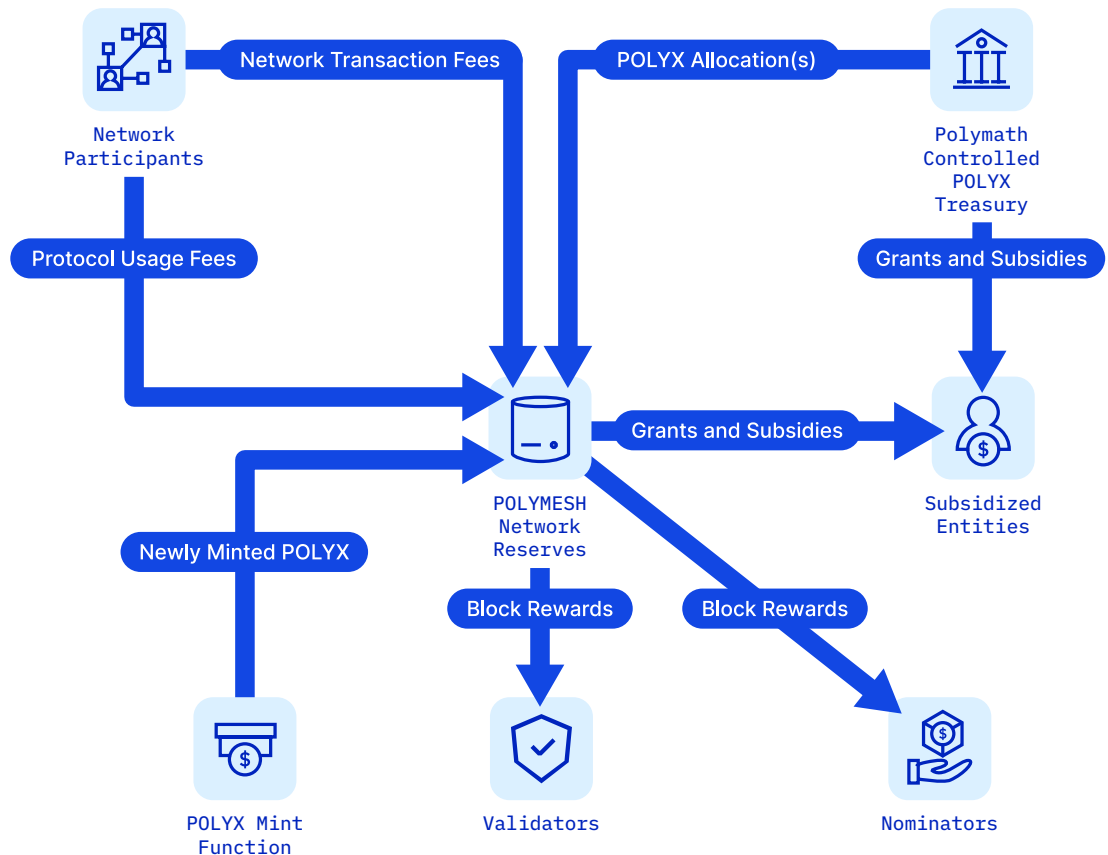 Network Transaction Fees
POLYX Allocation(s)
Network
Participants
Polymath
Controlled
POLYX
Treasury
Protocol Usage Fees
Grants and Subsidies
Grants and Subsidies
$
POLYMESH
Network
Reserves
Subsidized
Entities
Newly Minted POLYX
Block Rewards
Block Rewards
$
$
POLYX Mint
Function
Validators
Nominators